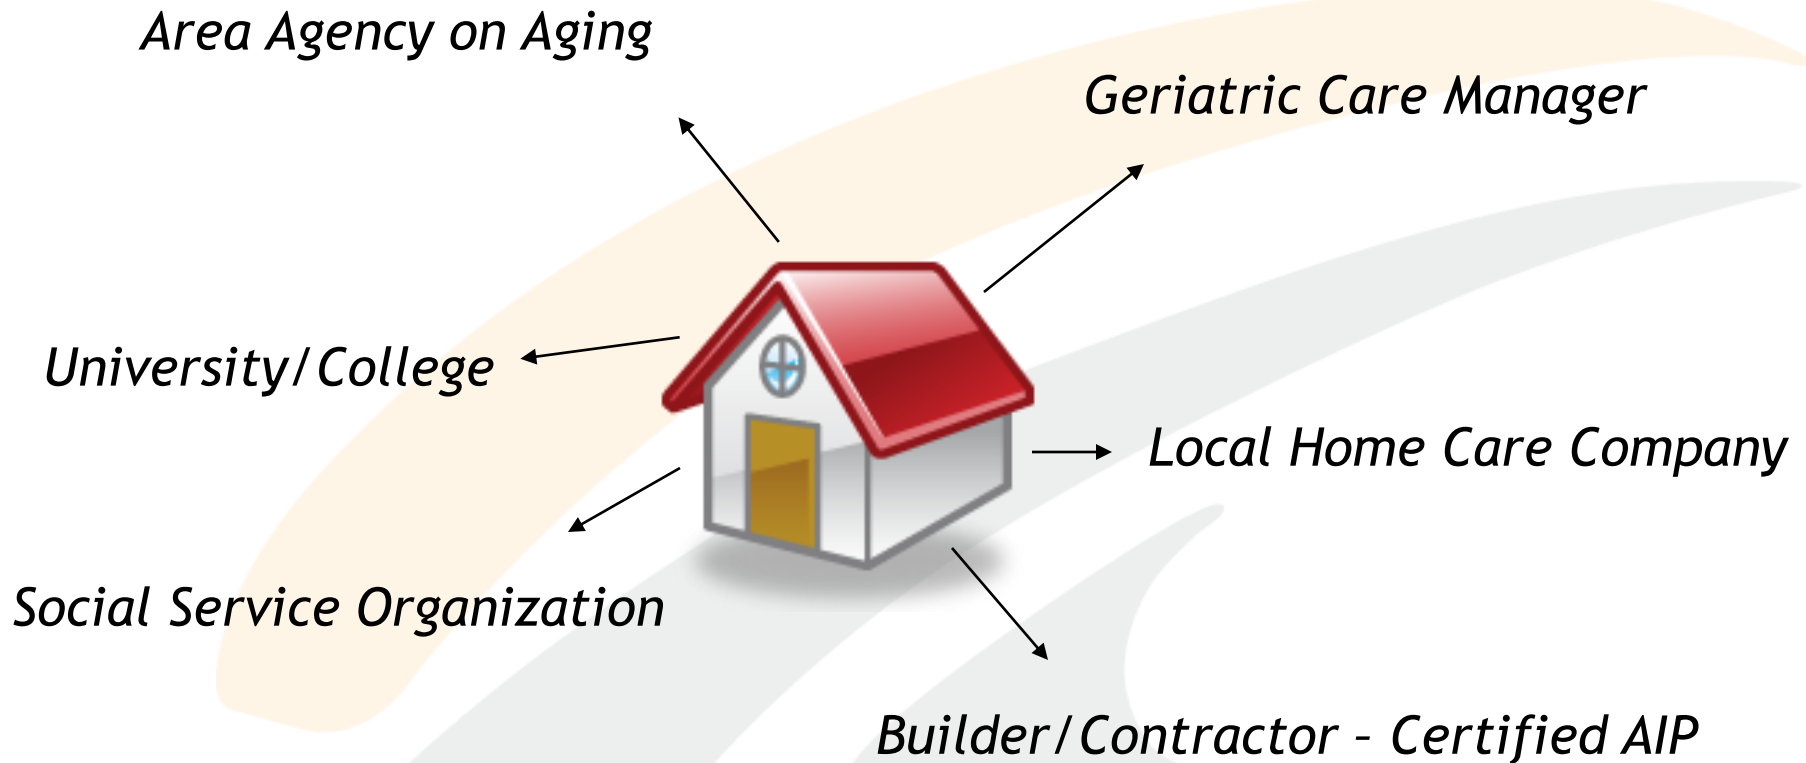 Area Agency on Aging
Geriatric Care Manager
University/College
Local Home Care Company
Social Service Organization
Builder/Contractor – Certified AIP